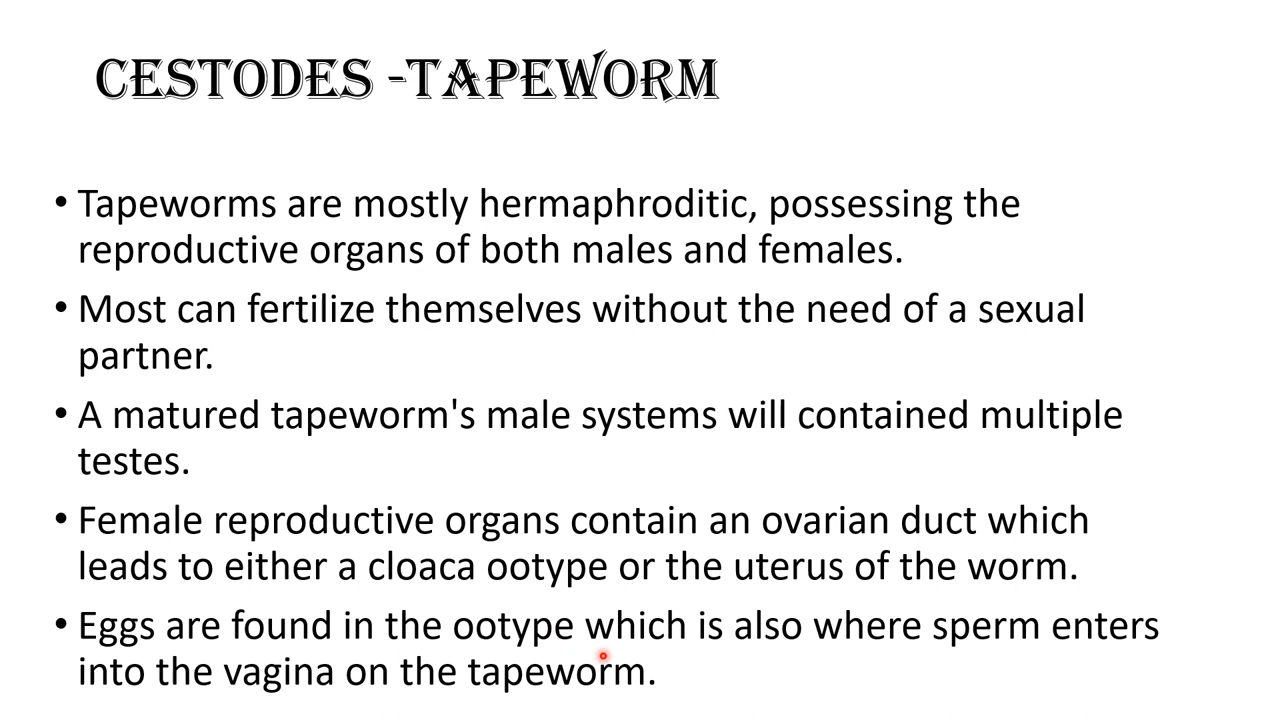 CESTODES -TAPEWORM
• Tapeworms are mostly hermaphroditic, possessing the
reproductive organs of both males and females.
• Most can fertilize themselves without the need of a sexual
partner.
• A matured tapeworm's male systems will contained multiple
testes.
• Female reproductive organs contain an ovarian duct which
leads to either a cloaca ootype or the uterus of the worm.
• Eggs are found in the ootype which is also where sperm enters
into the vagina on the tapeworm.